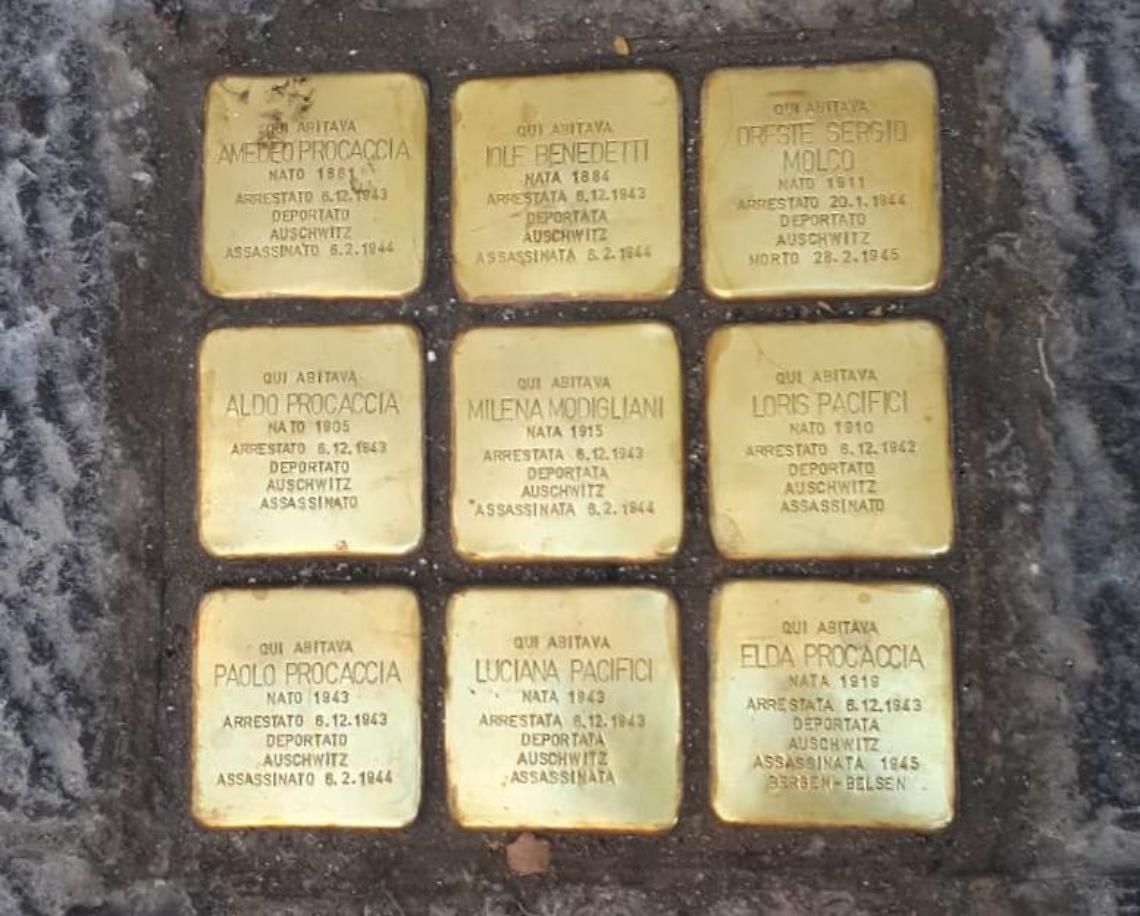 QUI ABITAVA
AMEDEO PROCACCIA
NATO 1881
ARRESTATO 6.12.1943
DEPORTATO
AUSCHWITZ
ASSASSINATO 6.2.1944
QUI ABITAVA
IOLE BENEDETTI
NATA 1884
ARRESTATA 6.12.1943
DEPORTATA
AUSCHWITZ
ASSASSINATA 6.2.1944
QUI ABITAVA
ORESTE SERGIO
MOLCO
NATO 1911
ARRESTATO 20.1.1944
DEPORTATO
AUSCHWITZ
MORTO 28.2.1945
QUI ABITAVA
ALDO PROCACCIA
NATO 1905
ARRESTATO 6.12.1943
DEPORTATO
AUSCHWITZ
ASSASSINATO
QUI ABITAVA
MILENA MODIGLIANI
NATA 1915
ARRESTATA 6.12.1943
DEPORTATA
AUSCHWITZ
ASSASSINATA 6.2.1944
QUI ABITAVA
LORIS PACIFICI
NATO 1910
ARRESTATO 6.12.1943
DEPORTATO
AUSCHWITZ
ASSASSINATO
QUI ABITAVA
PAOLO PROCACCIA
NATO 1943
ARRESTATO 6.12.1943
DEPORTATO
AUSCHWITZ
ASSASSINATO 6.2.1944
QUI ABITAVA
LUCIANA PACIFICI
NATA 1943
ARRESTATA 6.12.1943
DEPORTATA
AUSCHWITZ
ASSASSINATA
QUI ABITAVA
ELDA PROCACCIA
NATA 1919
ARRESTATA 6.12.1943
DEPORTATA
AUSCHWITZ
ASSASSINATA 1945
BERGEN-BELSEN